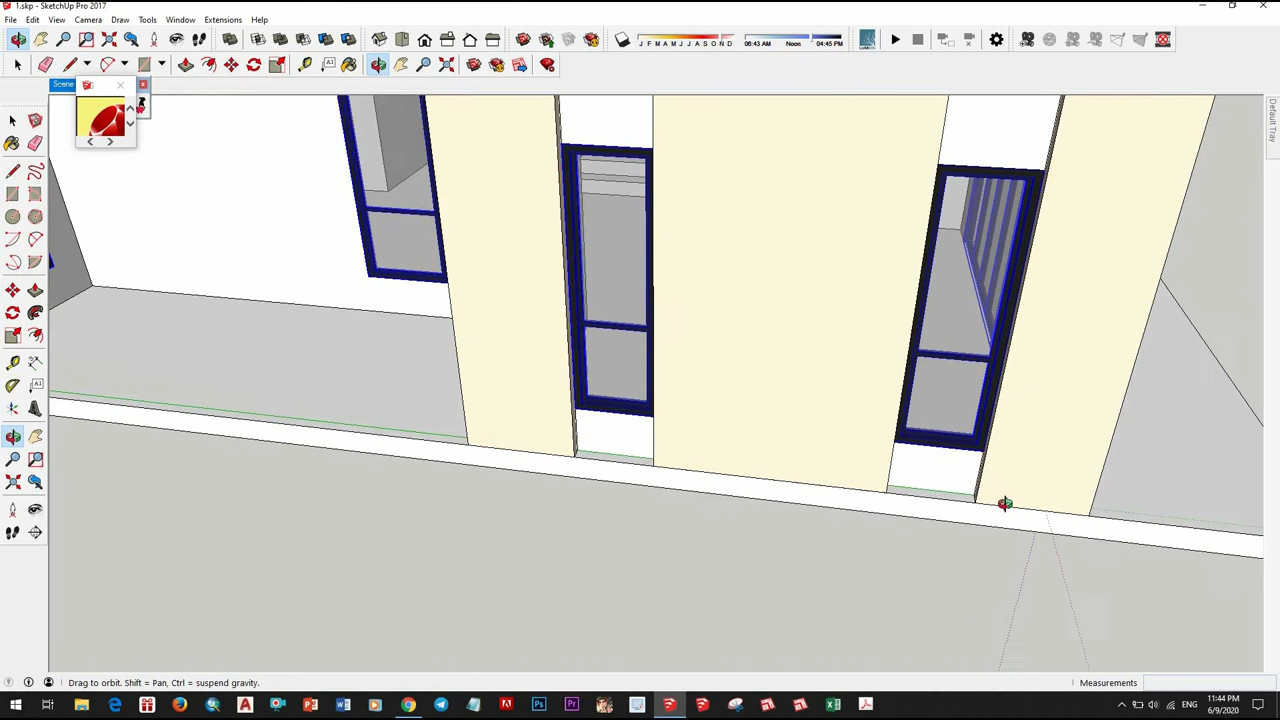 1.skp - SketchUp Pro 2017
File Edit View Camera Draw Tools Window Extensions Help
J F M A M J J A S O N D 06:43 AM Noon 04:45 PM
Scene
Default Tray
Drag to orbit. Shift = Pan, Ctrl = suspend gravity.
Measurements
11:44 PM
ENG
6/9/2020